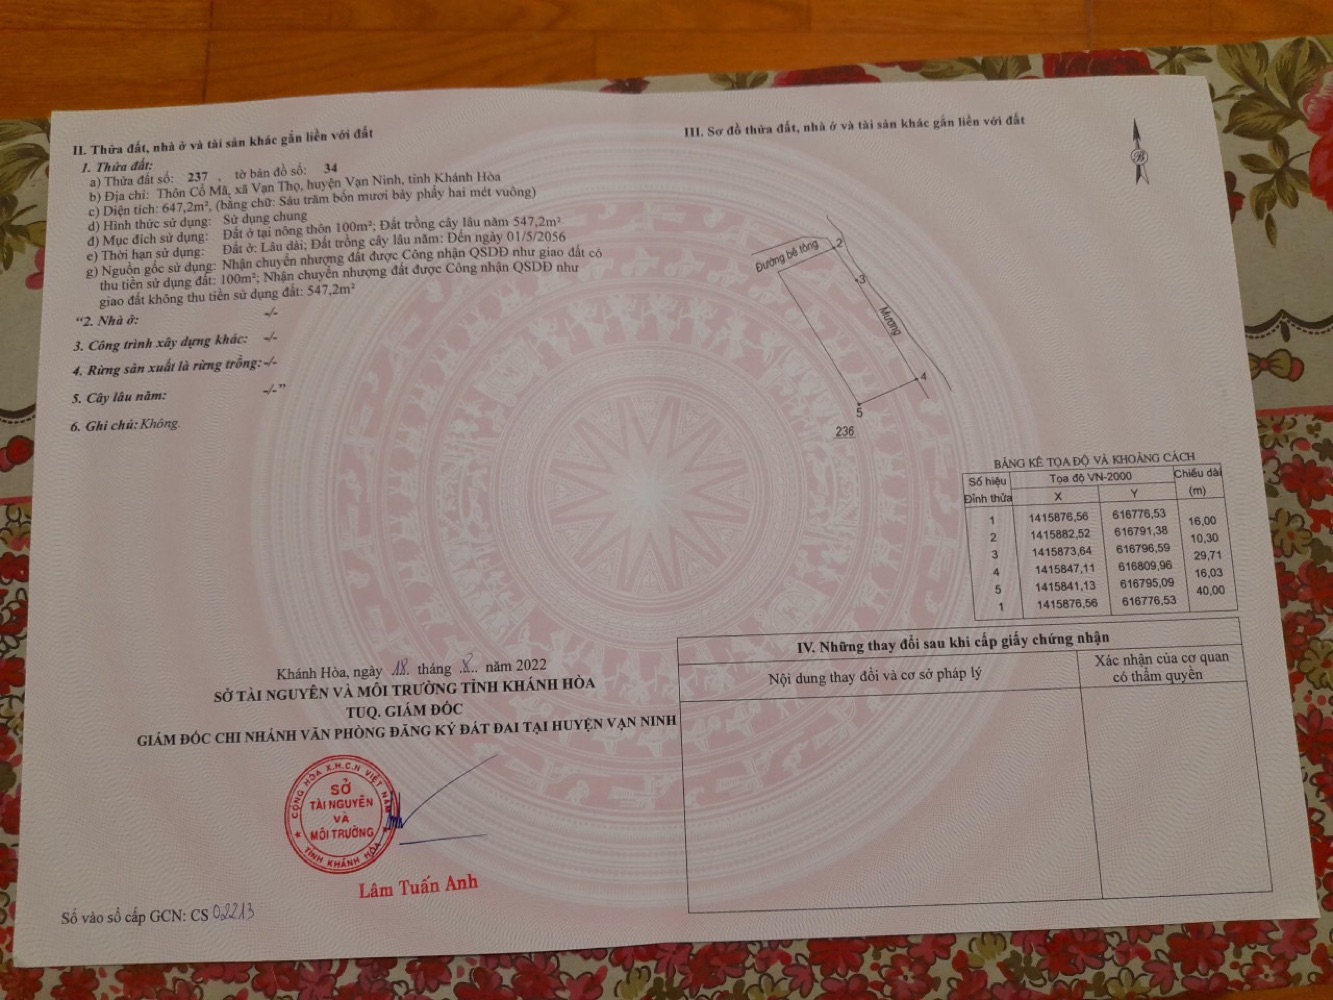 II. Thửa đất, nhà ở và tài sản khác gắn liền với đất
1. Thửa đất:
a) Thửa đất số: 237 , tờ bản đồ số: 34
b) Địa chỉ: Thôn Cổ Mã, xã Vạn Thọ, huyện Vạn Ninh, tỉnh Khánh Hòa
c) Diện tích: 647,2m², (bằng chữ: Sáu trăm bốn mươi bảy phẩy hai mét vuông)
d) Hình thức sử dụng: Sử dụng chung
đ) Mục đích sử dụng: Đất ở tại nông thôn 100m²; Đất trồng cây lâu năm 547,2m²
e) Thời hạn sử dụng: Đất ở: Lâu dài; Đất trồng cây lâu năm: Đến ngày 01/5/2056
g) Nguồn gốc sử dụng: Nhận chuyển nhượng đất được Công nhận QSDĐ như giao đất có
thu tiền sử dụng đất: 100m²; Nhận chuyển nhượng đất được Công nhận QSDĐ như
giao đất không thu tiền sử dụng đất: 547,2m²
“2. Nhà ở: -/-
3. Công trình xây dựng khác: -/-
4. Rừng sản xuất là rừng trồng: -/-
5. Cây lâu năm: -/-”
6. Ghi chú: Không.
Khánh Hòa, ngày 18 tháng 8 năm 2022
SỞ TÀI NGUYÊN VÀ MÔI TRƯỜNG TỈNH KHÁNH HÒA
TUQ. GIÁM ĐỐC
GIÁM ĐỐC CHI NHÁNH VĂN PHÒNG ĐĂNG KÝ ĐẤT ĐAI TẠI HUYỆN VẠN NINH
CỘNG HÒA X.H.C.N VIỆT NAM
SỞ
TÀI NGUYÊN
VÀ
MÔI TRƯỜNG
TỈNH KHÁNH HÒA
Lâm Tuấn Anh
Số vào sổ cấp GCN: CS 02213
III. Sơ đồ thửa đất, nhà ở và tài sản khác gắn liền với đất
B
Đường bê tông
2
3
Mương
4
5
236
BẢNG KÊ TỌA ĐỘ VÀ KHOẢNG CÁCH
Số hiệu Đỉnh thửa Tọa độ VN-2000 Chiều dài (m)
X Y
1 1415876,56 616776,53
16,00
2 1415882,52 616791,38
10,30
3 1415873,64 616796,59
29,71
4 1415847,11 616809,96
16,03
5 1415841,13 616795,09
40,00
1 1415876,56 616776,53
IV. Những thay đổi sau khi cấp giấy chứng nhận
Nội dung thay đổi và cơ sở pháp lý
Xác nhận của cơ quan
có thẩm quyền